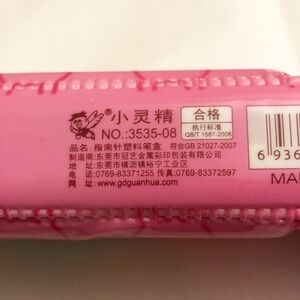 ® 小灵精 合格
NO.:3535-08 执行标准
QB/T 1587-2006
品名:指南针塑料笔盒 符合GB 21027-2007
制造商:东莞市冠艺金属彩印包装有限公司
地址:东莞市横沥镇裕宁工业区
电话:0769-83371255 传真:0769-83372597
网址:www.gdguanhua.com
6 936
MA